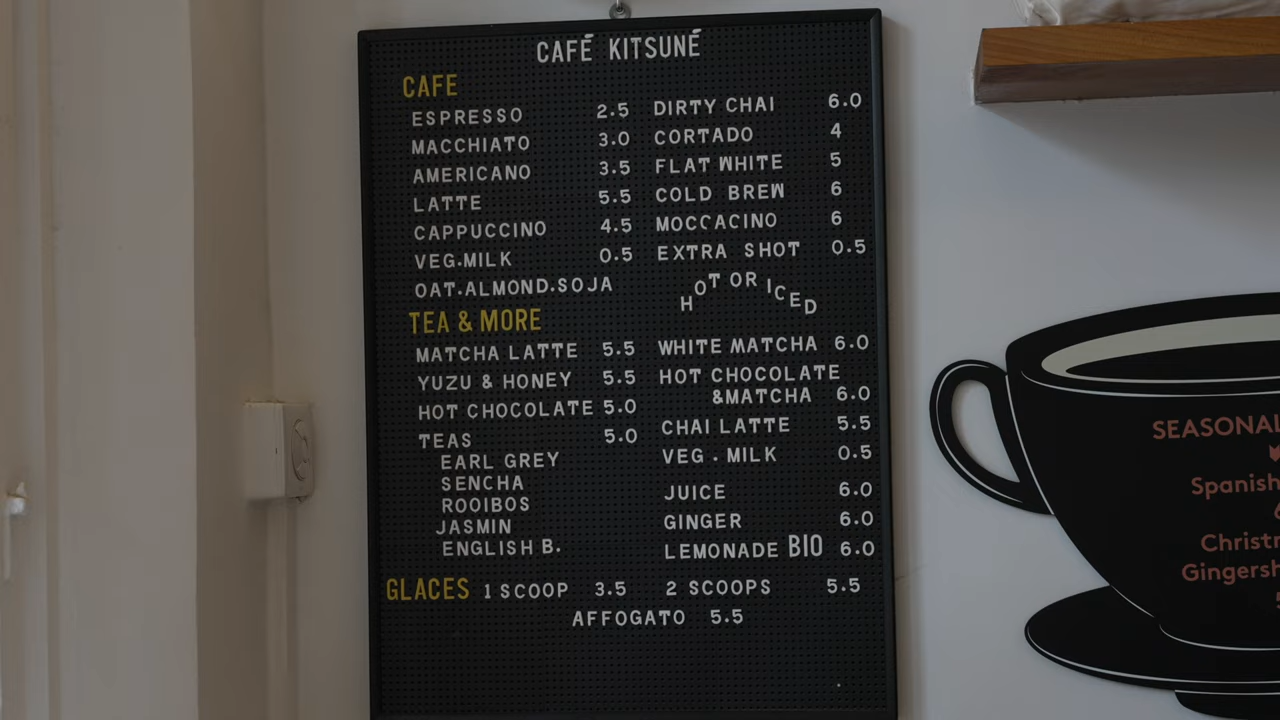 CAFÉ KITSUNÉ
CAFE
ESPRESSO 2.5 DIRTY CHAI 6.0
MACCHIATO 3.0 CORTADO 4
AMERICANO 3.5 FLAT WHITE 5
LATTE 5.5 COLD BREW 6
CAPPUCCINO 4.5 MOCCACINO 6
VEG.MILK 0.5 EXTRA SHOT 0.5
OAT.ALMOND.SOJA HOT OR ICED
TEA & MORE
MATCHA LATTE 5.5 WHITE MATCHA 6.0
YUZU & HONEY 5.5 HOT CHOCOLATE
&MATCHA 6.0
HOT CHOCOLATE 5.0 CHAI LATTE 5.5
TEAS 5.0 VEG.MILK 0.5
EARL GREY
SENCHA JUICE 6.0
ROOIBOS
JASMIN GINGER 6.0
ENGLISH B. LEMONADE BIO 6.0
GLACES 1 SCOOP 3.5 2 SCOOPS 5.5
AFFOGATO 5.5
SEASONAL
Spanish